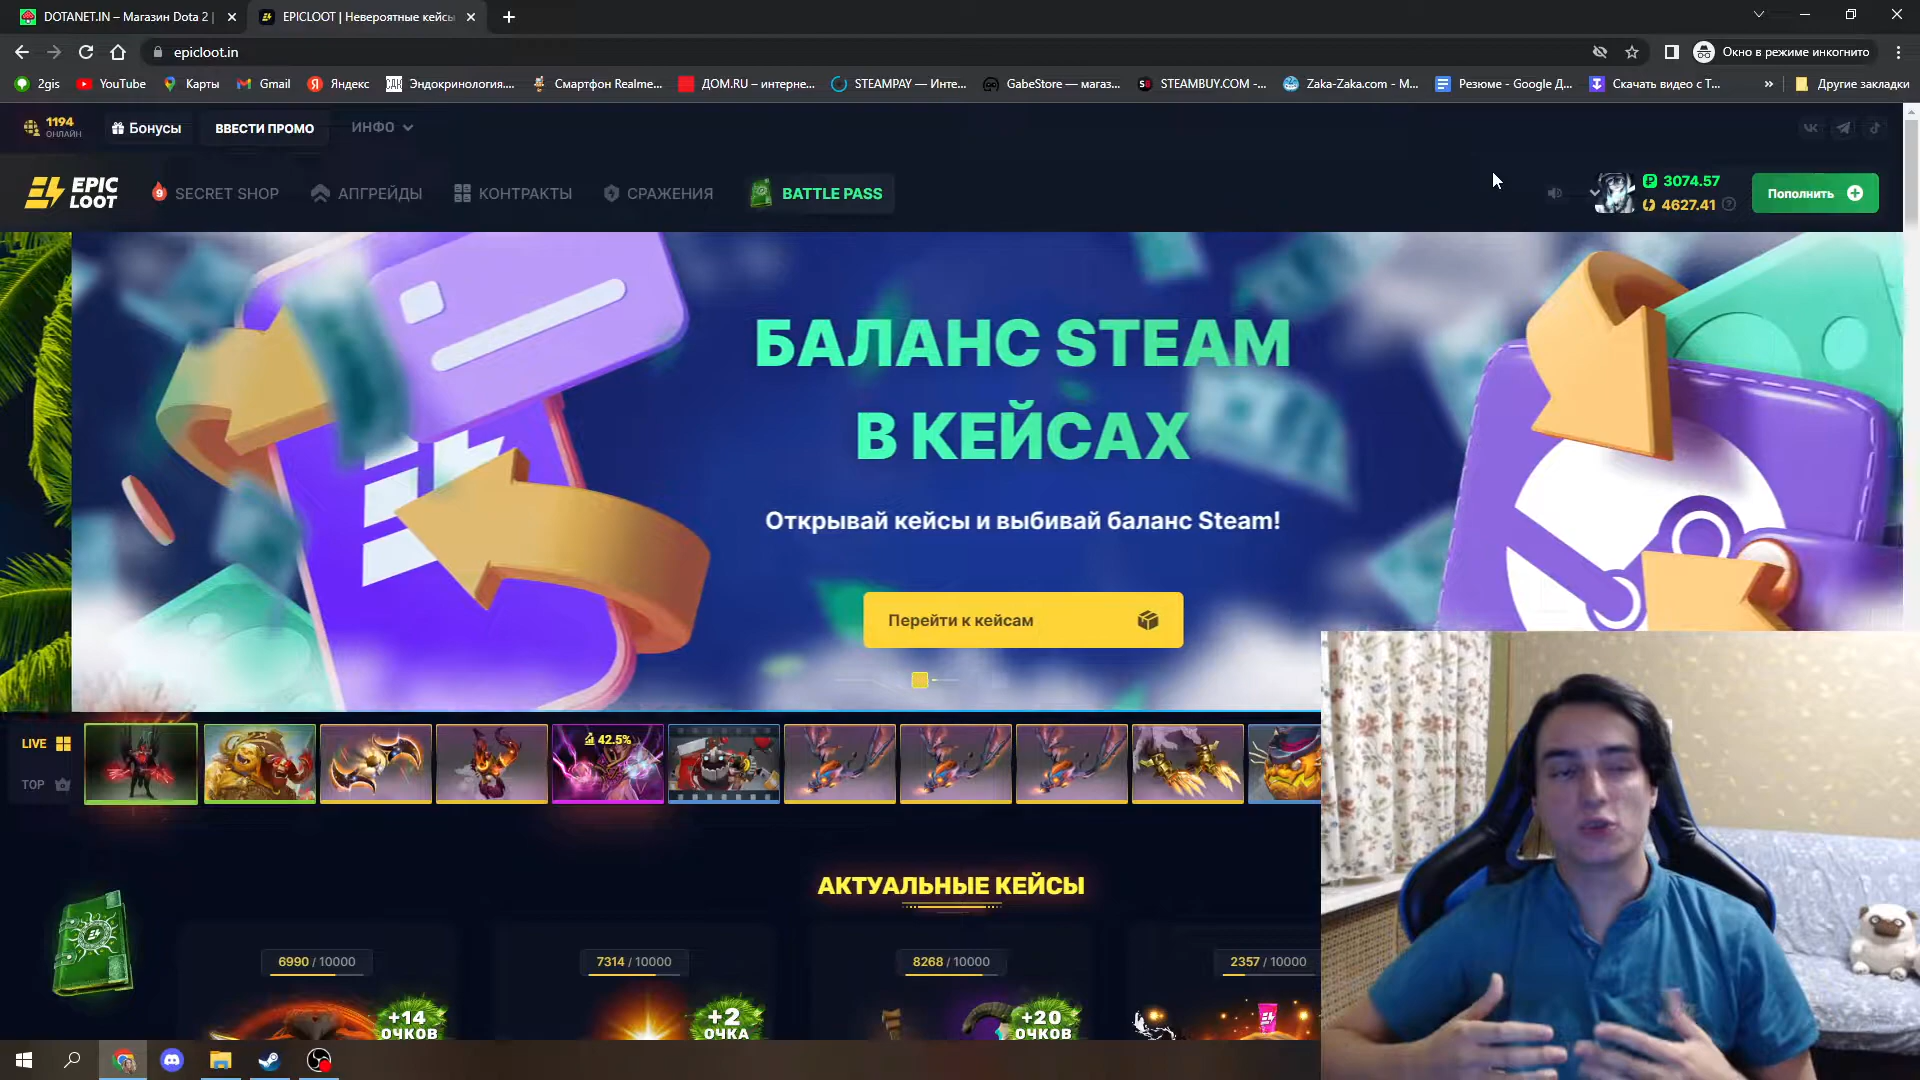 DOTANET.IN – Магазин Dota 2 |
EPICLOOT | Невероятные кейсы
epicloot.in
Окно в режиме инкогнито
2gis
YouTube
Карты
Gmail
Яндекс
Эндокринология....
Смартфон Realme...
ДОМ.RU – интерне...
STEAMPAY — Инте...
GabeStore — магаз...
STEAMBUY.COM -...
Zaka-Zaka.com - М...
Резюме - Google Д...
Скачать видео с Т...
Другие закладки
1194
ОНЛАЙН
Бонусы
ВВЕСТИ ПРОМО
ИНФО
EPIC
LOOT
9
SECRET SHOP
АПГРЕЙДЫ
КОНТРАКТЫ
СРАЖЕНИЯ
BATTLE PASS
3074.57
4627.41
Пополнить
БАЛАНС STEAM
В КЕЙСАХ
Открывай кейсы и выбивай баланс Steam!
Перейти к кейсам
LIVE
TOP
42.5%
АКТУАЛЬНЫЕ КЕЙСЫ
6990 / 10000
7314 / 10000
8268 / 10000
2357 / 10000
+14
ОЧКОВ
+2
ОЧКА
+20
ОЧКОВ